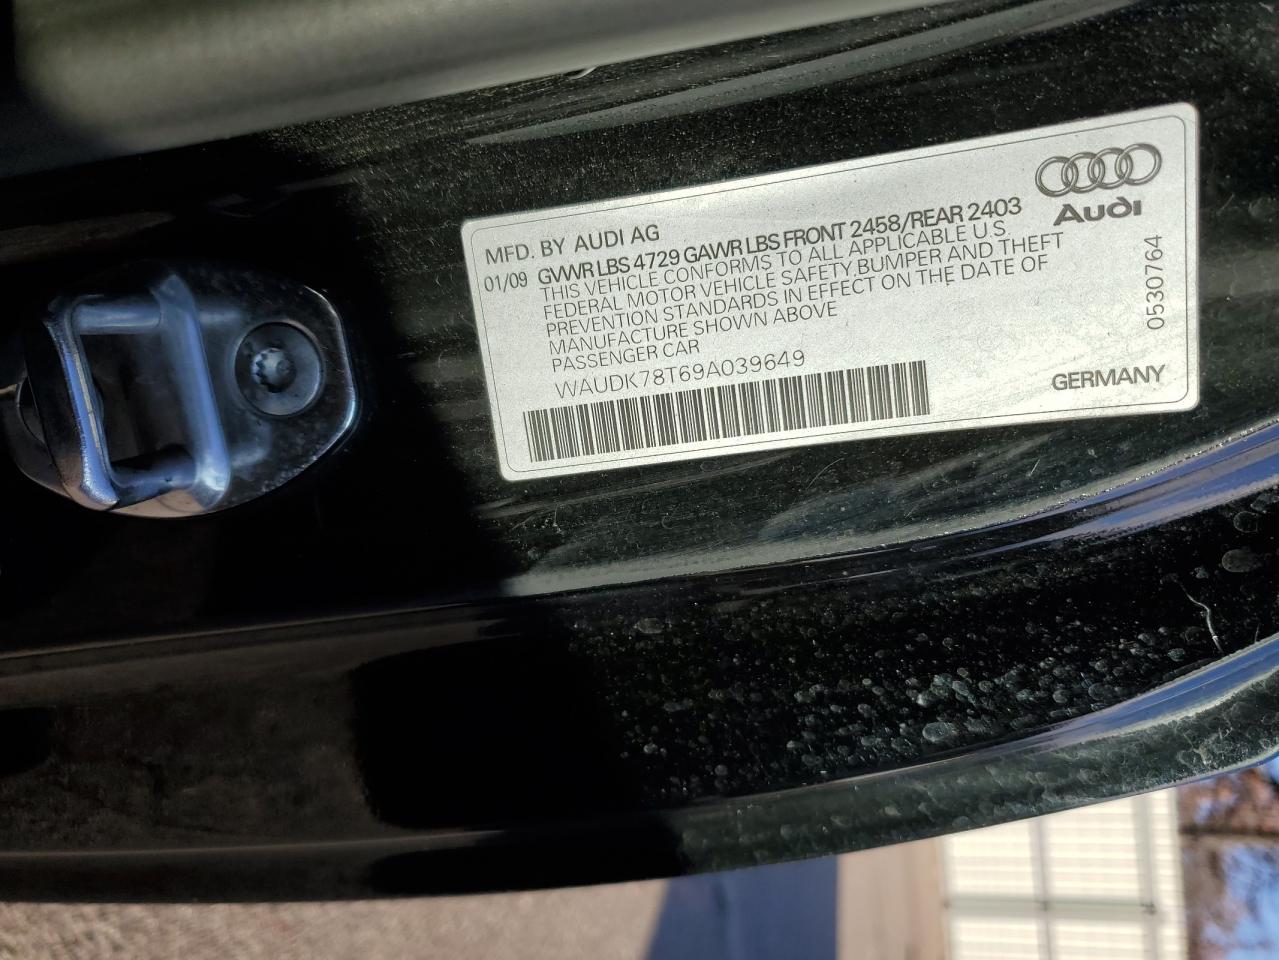 Audi
MFD. BY AUDI AG
01/09 GVWR LBS 4729 GAWR LBS FRONT 2458/REAR 2403
THIS VEHICLE CONFORMS TO ALL APPLICABLE U.S.
FEDERAL MOTOR VEHICLE SAFETY,BUMPER AND THEFT
PREVENTION STANDARDS IN EFFECT ON THE DATE OF
MANUFACTURE SHOWN ABOVE
PASSENGER CAR
WAUDK78T69A039649
GERMANY
0530764